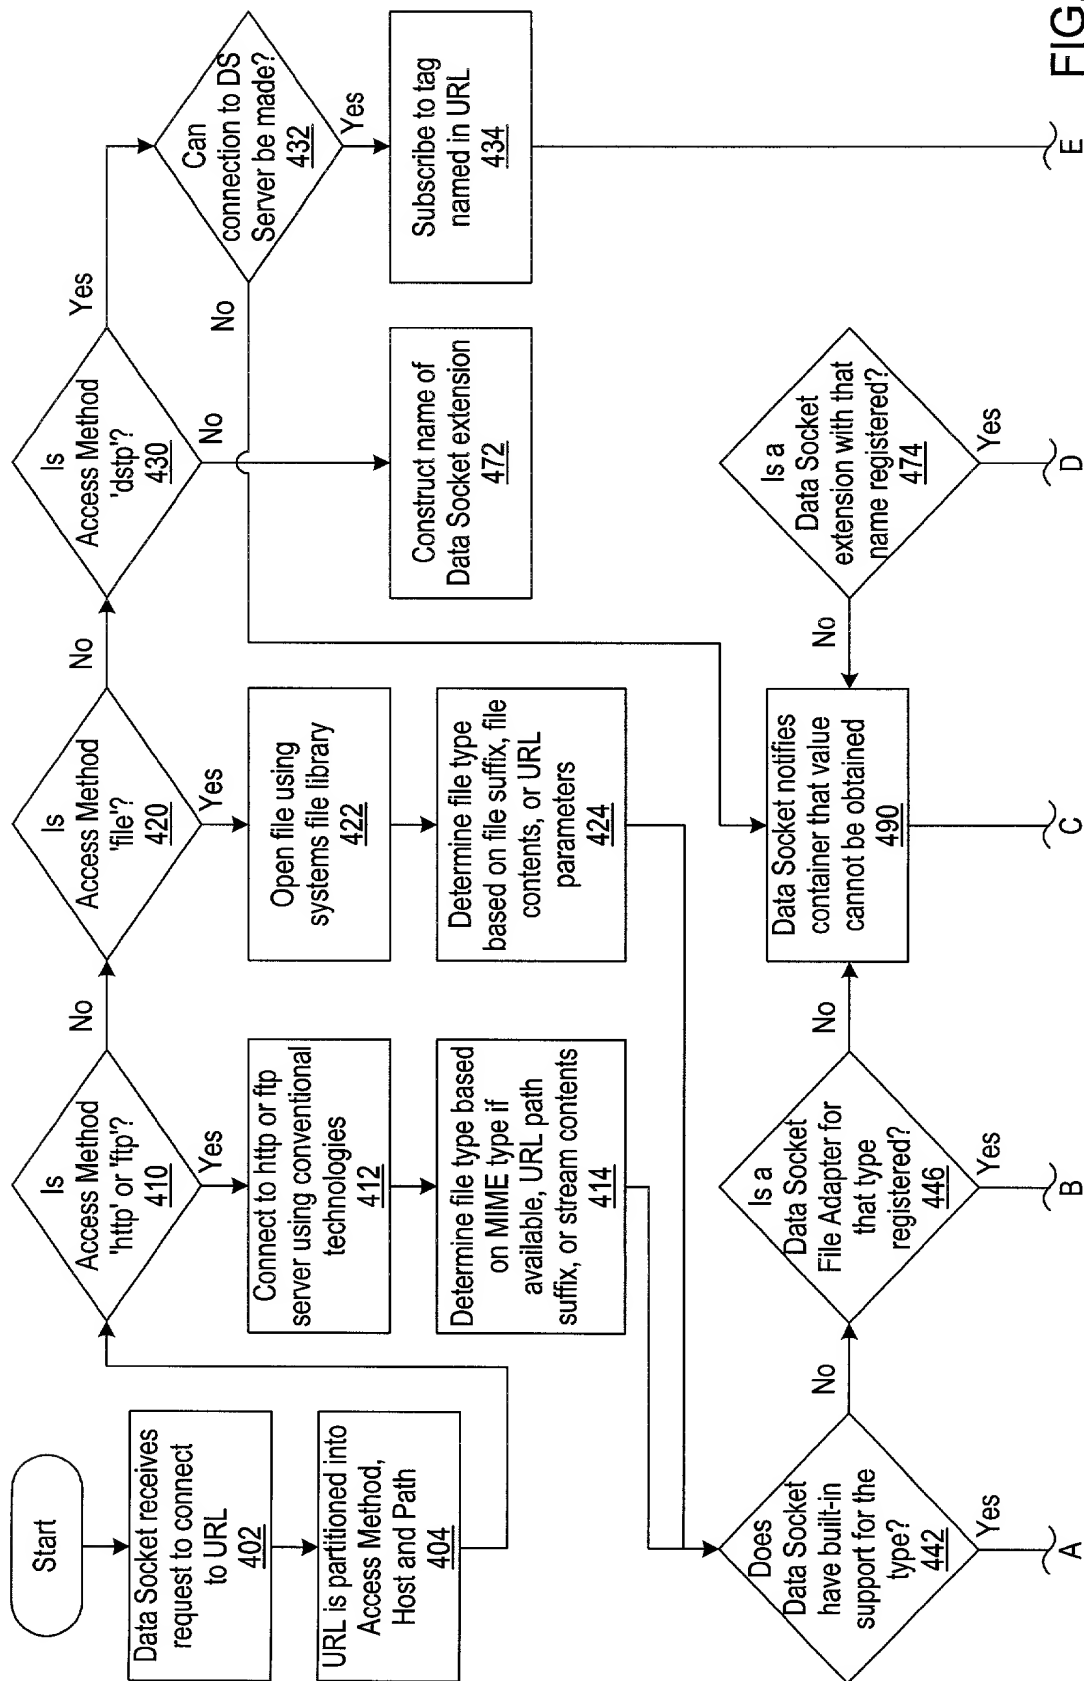 Start
Data Socket receives
request to connect
to URL
402
URL is partitioned into
Access Method,
Host and Path
404
Is
Access Method
'http' or 'ftp'?
410
No
Yes
Connect to http or ftp
server using conventional
technologies
412
Determine file type based
on MIME type if
available, URL path
suffix, or stream contents
414
Is
Access Method
'file'?
420
No
Yes
Open file using
systems file library
422
Determine file type
based on file suffix, file
contents, or URL
parameters
424
Is
Access Method
'dstp'?
430
Yes
No
Construct name of
Data Socket extension
472
Can
connection to DS
Server be made?
432
No
Yes
Subscribe to tag
named in URL
434
Does
Data Socket
have built-in
support for the
type?
442
No
Yes
Is a
Data Socket
File Adapter for
that type
registered?
446
No
Yes
Data Socket notifies
container that value
cannot be obtained
490
Is a
Data Socket
extension with that
name registered?
474
No
Yes
A
B
C
D
E
FIG.